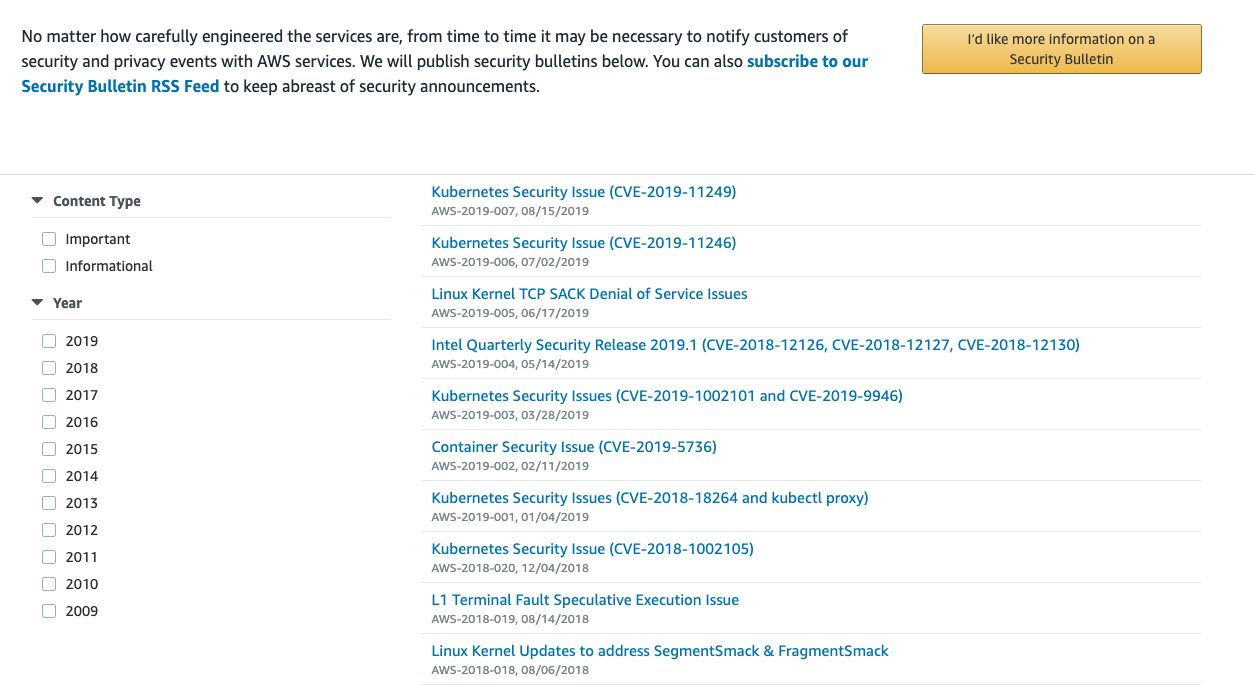 No matter how carefully engineered the services are, from time to time it may be necessary to notify customers of
security and privacy events with AWS services. We will publish security bulletins below. You can also subscribe to our
Security Bulletin RSS Feed to keep abreast of security announcements.
I'd like more information on a
Security Bulletin
Content Type
Important
Informational
Year
2019
2018
2017
2016
2015
2014
2013
2012
2011
2010
2009
Kubernetes Security Issue (CVE-2019-11249)
AWS-2019-007, 08/15/2019
Kubernetes Security Issue (CVE-2019-11246)
AWS-2019-006, 07/02/2019
Linux Kernel TCP SACK Denial of Service Issues
AWS-2019-005, 06/17/2019
Intel Quarterly Security Release 2019.1 (CVE-2018-12126, CVE-2018-12127, CVE-2018-12130)
AWS-2019-004, 05/14/2019
Kubernetes Security Issues (CVE-2019-1002101 and CVE-2019-9946)
AWS-2019-003, 03/28/2019
Container Security Issue (CVE-2019-5736)
AWS-2019-002, 02/11/2019
Kubernetes Security Issues (CVE-2018-18264 and kubectl proxy)
AWS-2019-001, 01/04/2019
Kubernetes Security Issue (CVE-2018-1002105)
AWS-2018-020, 12/04/2018
L1 Terminal Fault Speculative Execution Issue
AWS-2018-019, 08/14/2018
Linux Kernel Updates to address SegmentSmack & FragmentSmack
AWS-2018-018, 08/06/2018